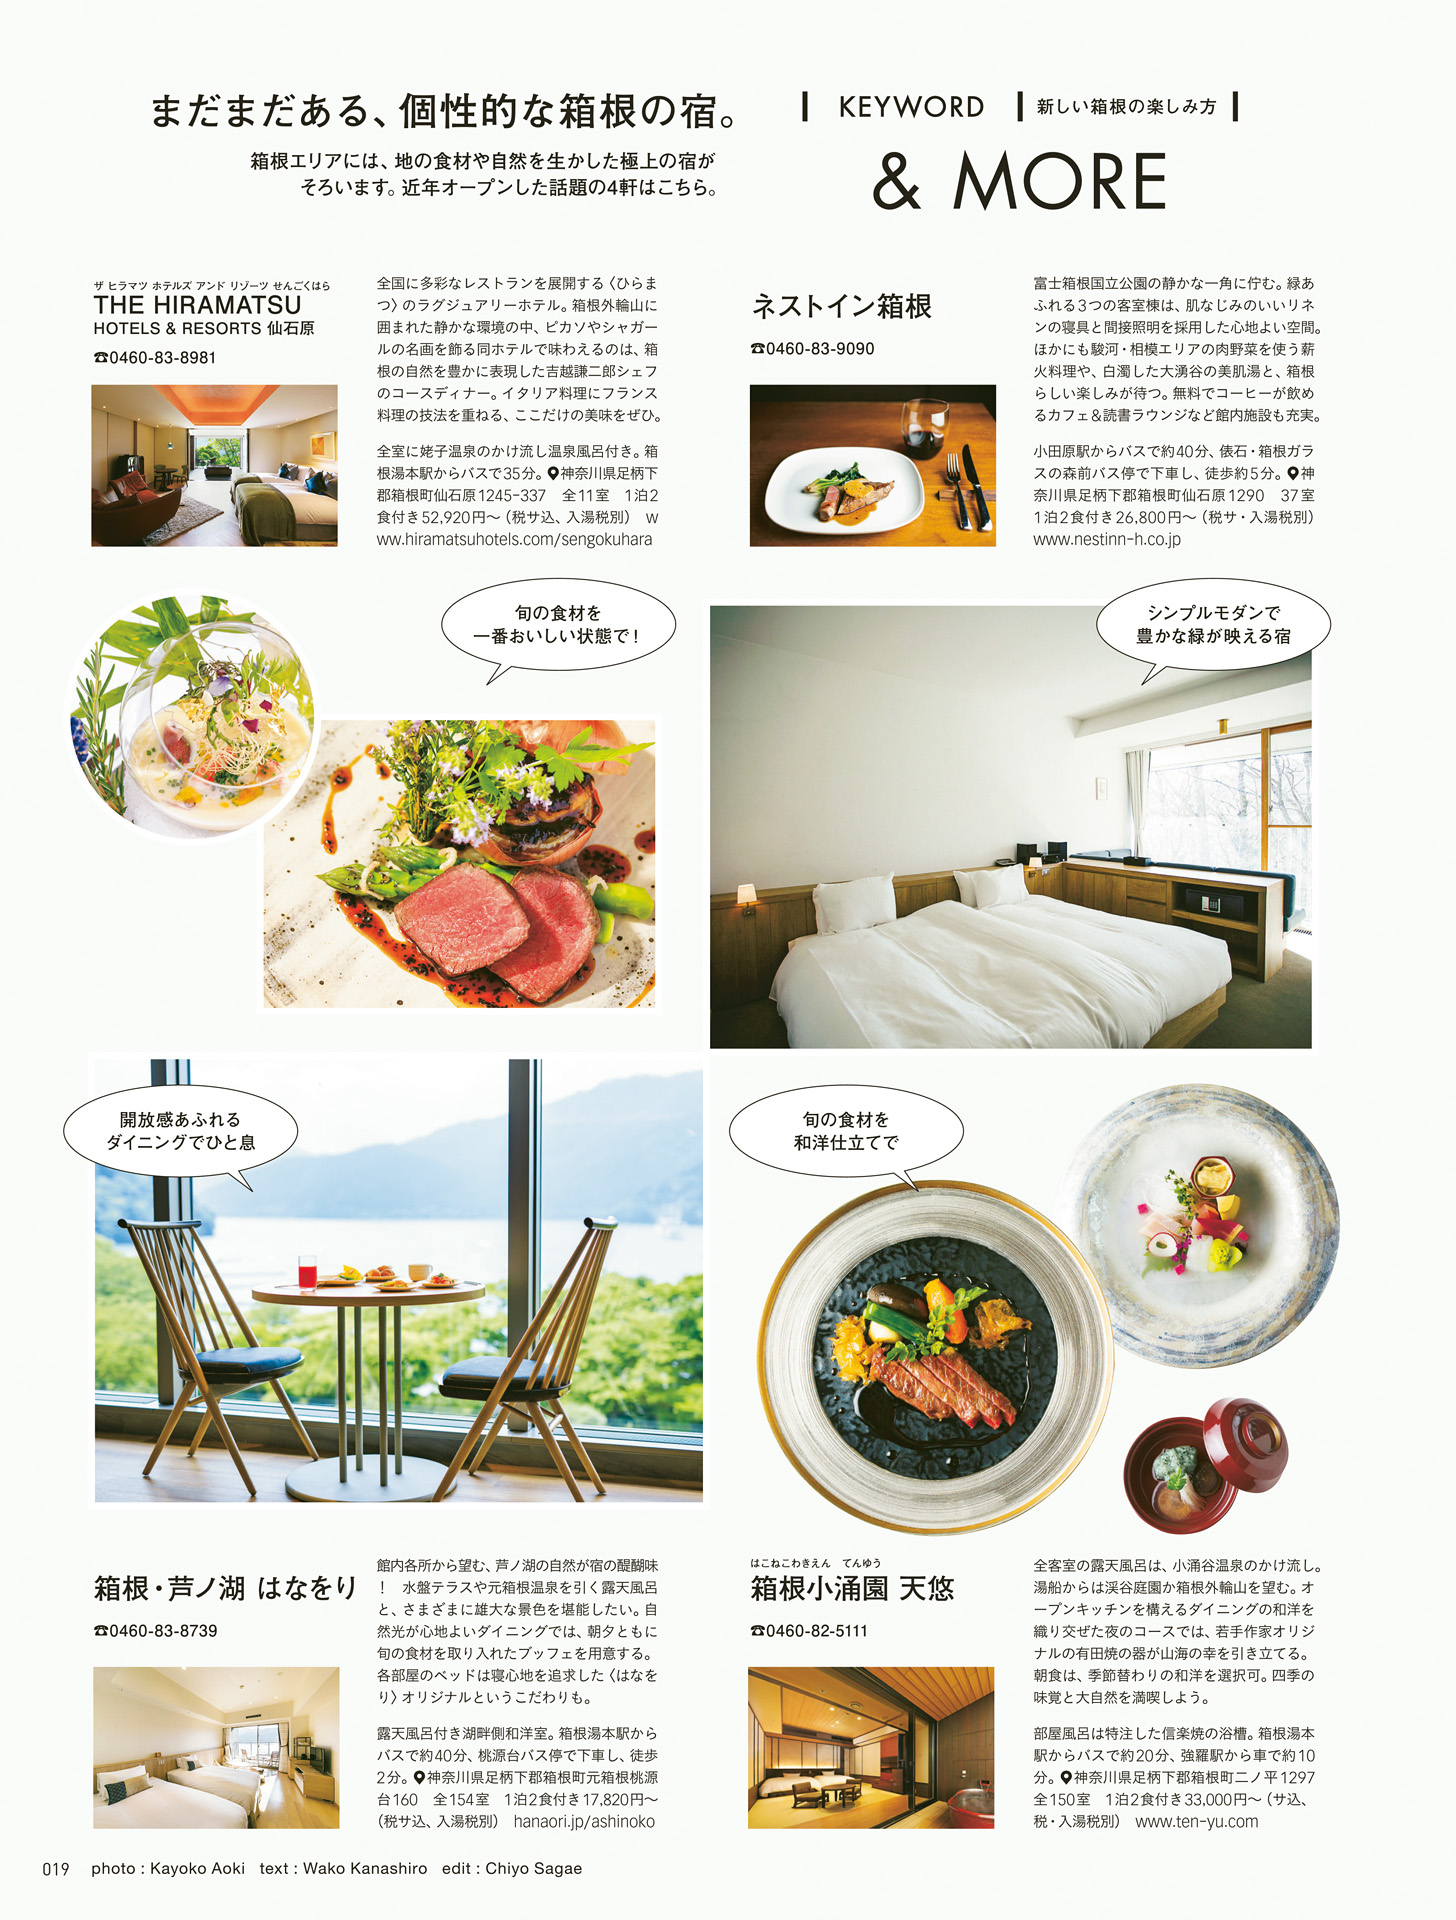 まだまだある、個性的な箱根の宿。
箱根エリアには、地の食材や自然を生かした極上の宿が
そろいます。近年オープンした話題の4軒はこちら。
KEYWORD
新しい箱根の楽しみ方
& MORE
ザ ヒラマツ ホテルズ アンド リゾーツ せんごくはら
THE HIRAMATSU
HOTELS & RESORTS 仙石原
☎0460-83-8981
全国に多彩なレストランを展開する〈ひらま
つ〉のラグジュアリーホテル。箱根外輪山に
囲まれた静かな環境の中、ピカソやシャガー
ルの名画を飾る同ホテルで味わえるのは、箱
根の自然を豊かに表現した吉越謙二郎シェフ
のコースディナー。イタリア料理にフランス
料理の技法を重ねる、ここだけの美味をぜひ。
全室に姥子温泉のかけ流し温泉風呂付き。箱
根湯本駅からバスで35分。神奈川県足柄下
郡箱根町仙石原1245-337　全11室　1泊2
食付き52,920円〜（税サ込、入湯税別）　w
ww.hiramatsuhotels.com/sengokuhara
ネストイン箱根
☎0460-83-9090
富士箱根国立公園の静かな一角に佇む。緑あ
ふれる3つの客室棟は、肌なじみのいいリネ
ンの寝具と間接照明を採用した心地よい空間。
ほかにも駿河・相模エリアの肉野菜を使う薪
火料理や、白濁した大涌谷の美肌湯と、箱根
らしい楽しみが待つ。無料でコーヒーが飲め
るカフェ＆読書ラウンジなど館内施設も充実。
小田原駅からバスで約40分、俵石・箱根ガラ
スの森前バス停で下車し、徒歩約5分。神
奈川県足柄下郡箱根町仙石原1290　37室
1泊2食付き26,800円〜（税サ・入湯税別）
www.nestinn-h.co.jp
旬の食材を
一番おいしい状態で！
シンプルモダンで
豊かな緑が映える宿
開放感あふれる
ダイニングでひと息
旬の食材を
和洋仕立てで
箱根・芦ノ湖 はなをり
☎0460-83-8739
館内各所から望む、芦ノ湖の自然が宿の醍醐味
！　水盤テラスや元箱根温泉を引く露天風呂
と、さまざまに雄大な景色を堪能したい。自
然光が心地よいダイニングでは、朝夕ともに
旬の食材を取り入れたブッフェを用意する。
各部屋のベッドは寝心地を追求した〈はなを
り〉オリジナルというこだわりも。
露天風呂付き湖畔側和洋室。箱根湯本駅から
バスで約40分、桃源台バス停で下車し、徒歩
2分。神奈川県足柄下郡箱根町元箱根桃源
台160　全154室　1泊2食付き17,820円〜
（税サ込、入湯税別）　hanaori.jp/ashinoko
はこねこわきえん　てんゆう
箱根小涌園 天悠
☎0460-82-5111
全客室の露天風呂は、小涌谷温泉のかけ流し。
湯船からは渓谷庭園か箱根外輪山を望む。オ
ープンキッチンを構えるダイニングの和洋を
織り交ぜた夜のコースでは、若手作家オリジ
ナルの有田焼の器が山海の幸を引き立てる。
朝食は、季節替わりの和洋を選択可。四季の
味覚と大自然を満喫しよう。
部屋風呂は特注した信楽焼の浴槽。箱根湯本
駅からバスで約20分、強羅駅から車で約10
分。神奈川県足柄下郡箱根町二ノ平1297
全150室　1泊2食付き33,000円〜（サ込、
税・入湯税別）　www.ten-yu.com
019　photo : Kayoko Aoki　text : Wako Kanashiro　edit : Chiyo Sagae